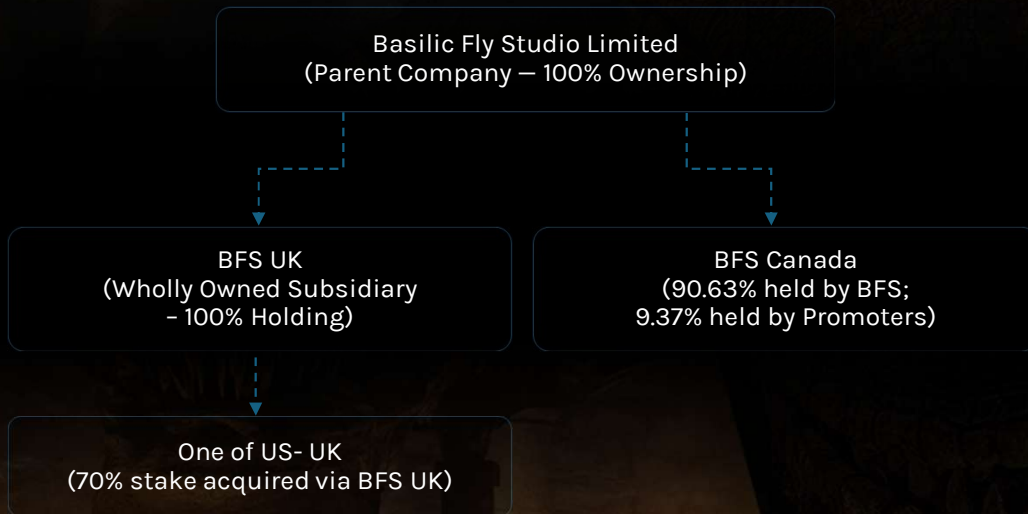 Basilic Fly Studio Limited
(Parent Company — 100% Ownership)
BFS UK
(Wholly Owned Subsidiary
– 100% Holding)
BFS Canada
(90.63% held by BFS;
9.37% held by Promoters)
One of US- UK
(70% stake acquired via BFS UK)